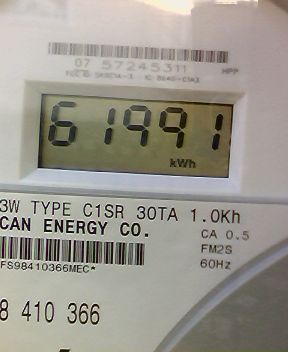 07 57245311
HPP
61991
kWh
3W TYPE C1SR 30TA 1.0Kh
CAN ENERGY CO.
CA 0.5
FM2S
FS98410366MEC*
60Hz
8 410 366